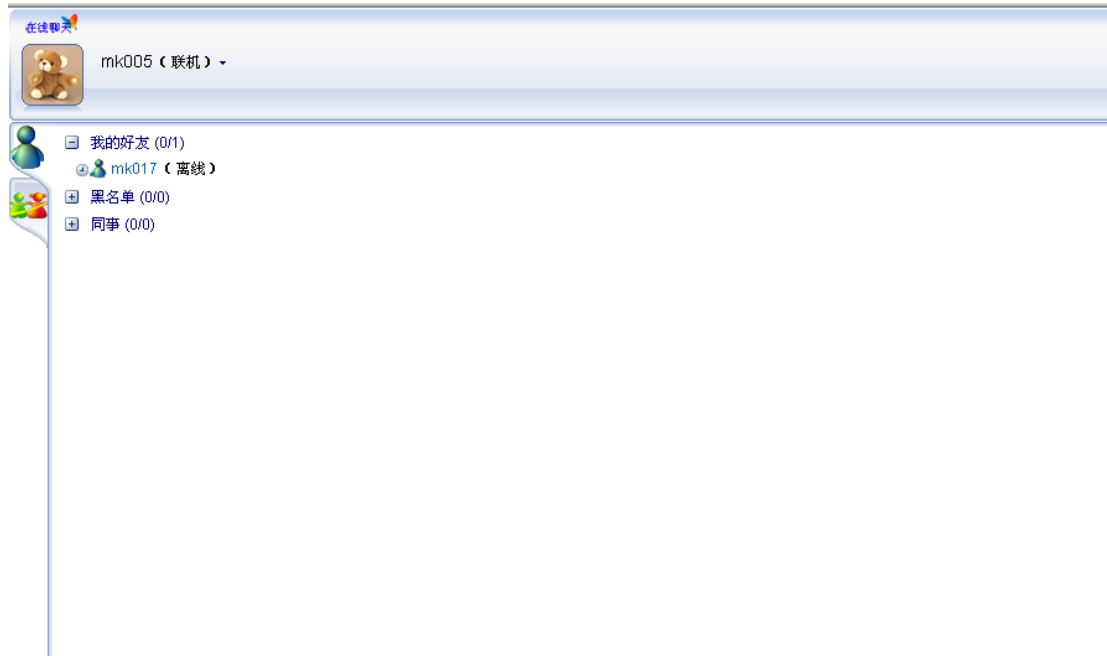 在线聊天
mk005（联机）
我的好友 (0/1)
mk017（离线）
黑名单 (0/0)
同事 (0/0)